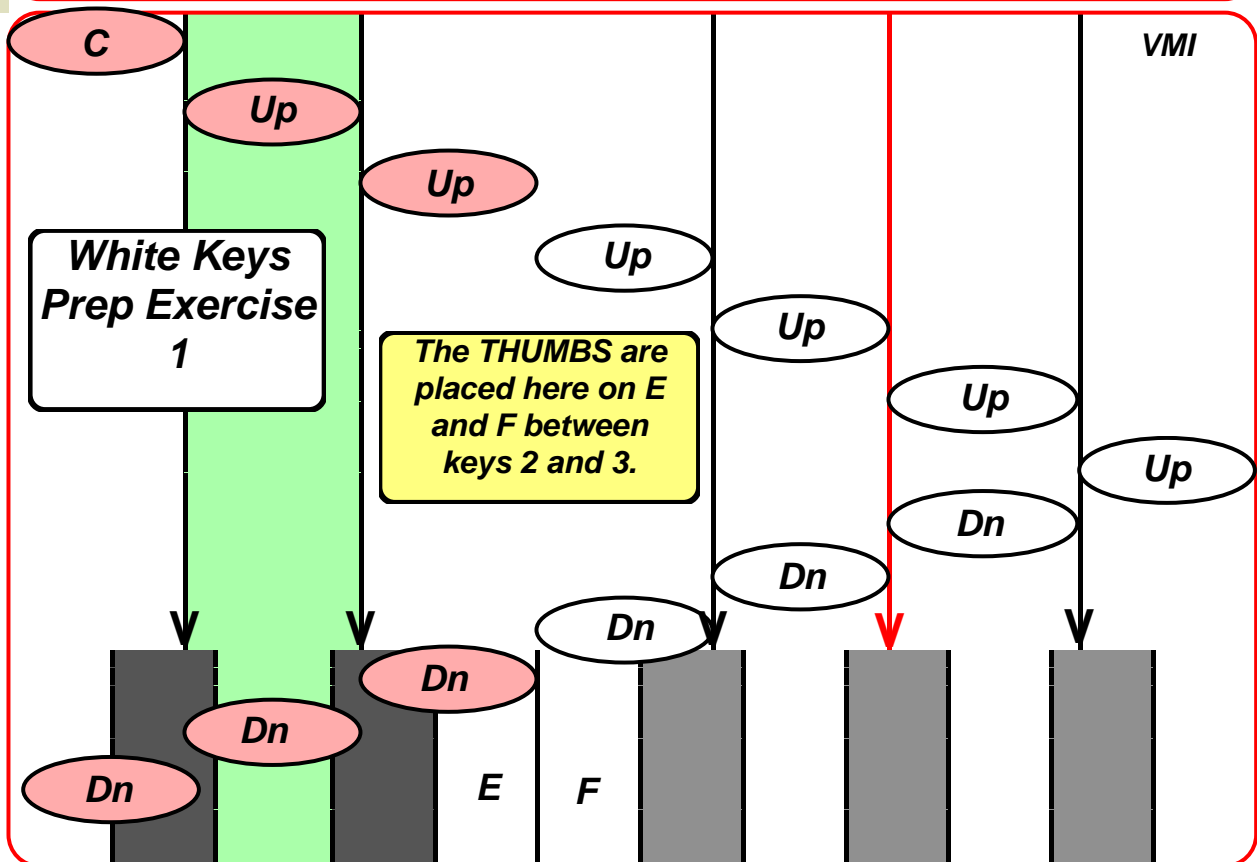 C
VMI
Up
Up
White Keys
Prep Exercise
1
Up
Up
The THUMBS are
placed here on E
and F between
keys 2 and 3.
Up
Up
Dn
Dn
Dn
Dn
Dn
Dn
E
F